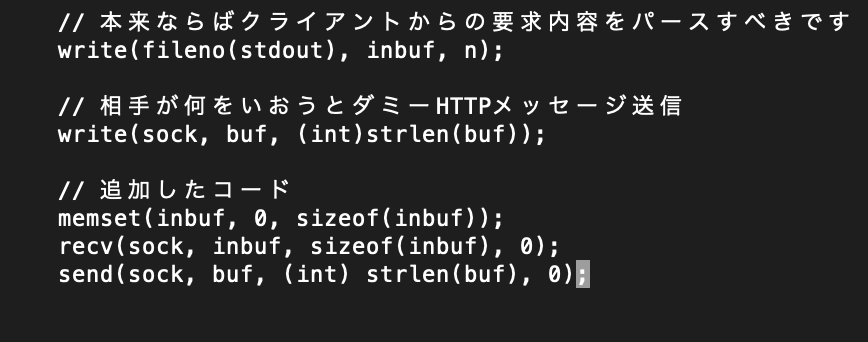 // 本来ならばクライアントからの要求内容をパースすべきです
write(fileno(stdout), inbuf, n);
// 相手が何をいおうとダミーHTTPメッセージ送信
write(sock, buf, (int)strlen(buf));
// 追加したコード
memset(inbuf, 0, sizeof(inbuf));
recv(sock, inbuf, sizeof(inbuf), 0);
send(sock, buf, (int) strlen(buf), 0);